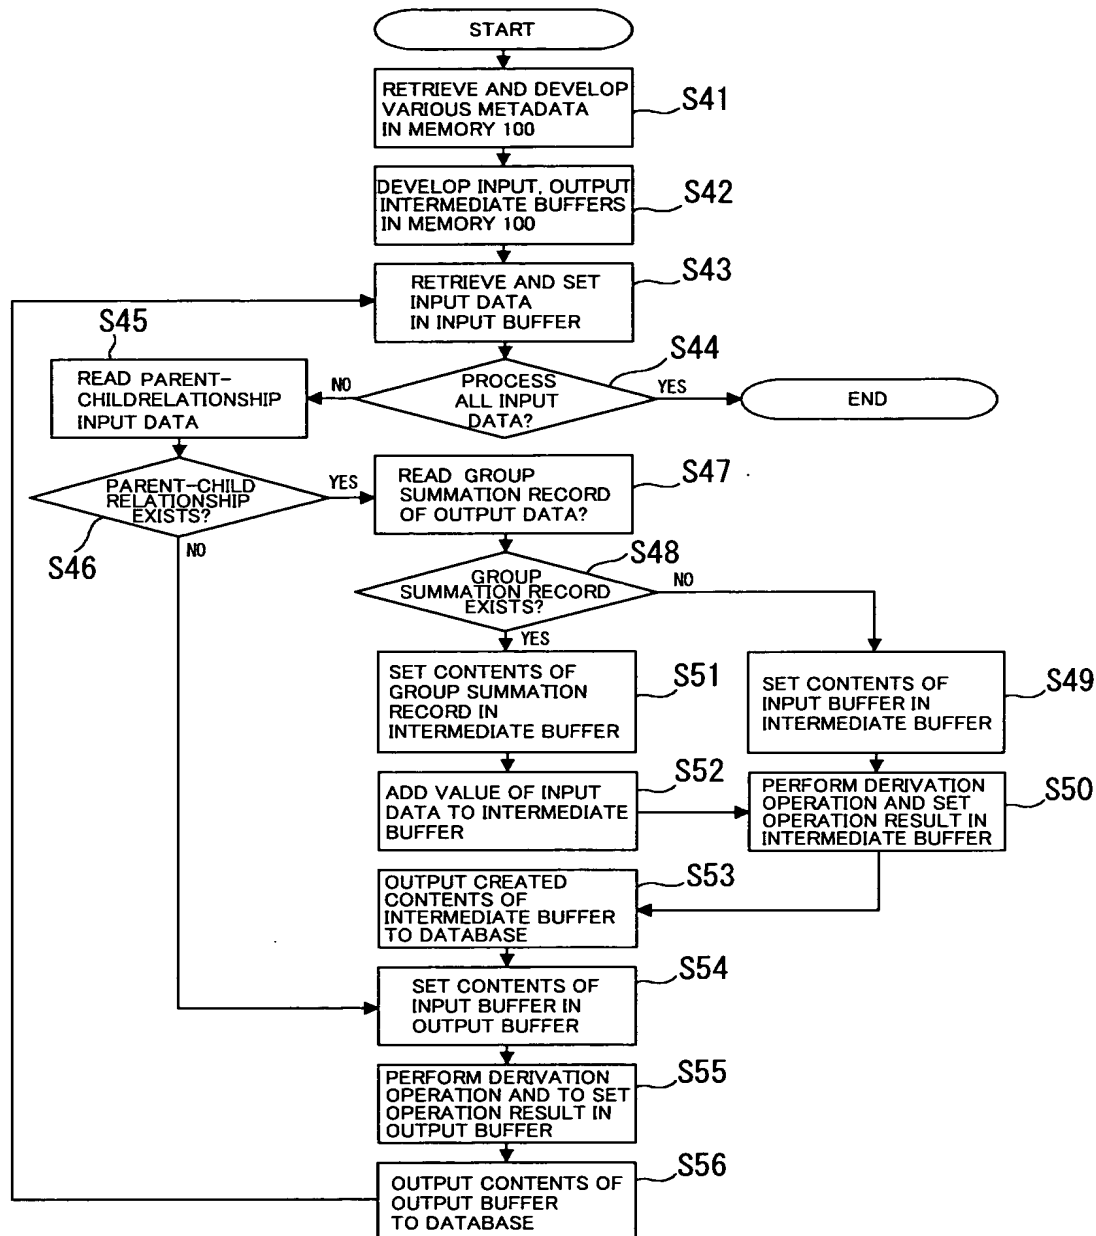 START
RETRIEVE AND DEVELOP
VARIOUS METADATA
IN MEMORY 100
S41
DEVELOP INPUT, OUTPUT
INTERMEDIATE BUFFERS
IN MEMORY 100
S42
RETRIEVE AND SET
INPUT DATA
IN INPUT BUFFER
S43
PROCESS
ALL INPUT
DATA?
S44
NO
YES
END
S45
READ PARENT-
CHILDRELATIONSHIP
INPUT DATA
PARENT-CHILD
RELATIONSHIP
EXISTS?
S46
YES
NO
READ GROUP
SUMMATION RECORD
OF OUTPUT DATA?
S47
GROUP
SUMMATION RECORD
EXISTS?
S48
NO
YES
SET CONTENTS OF
GROUP SUMMATION
RECORD IN
INTERMEDIATE BUFFER
S51
SET CONTENTS OF
INPUT BUFFER IN
INTERMEDIATE BUFFER
S49
ADD VALUE OF INPUT
DATA TO INTERMEDIATE
BUFFER
S52
PERFORM DERIVATION
OPERATION AND SET
OPERATION RESULT IN
INTERMEDIATE BUFFER
S50
OUTPUT CREATED
CONTENTS OF
INTERMEDIATE BUFFER
TO DATABASE
S53
SET CONTENTS OF
INPUT BUFFER IN
OUTPUT BUFFER
S54
PERFORM DERIVATION
OPERATION AND TO SET
OPERATION RESULT IN
OUTPUT BUFFER
S55
OUTPUT CONTENTS OF
OUTPUT BUFFER
TO DATABASE
S56